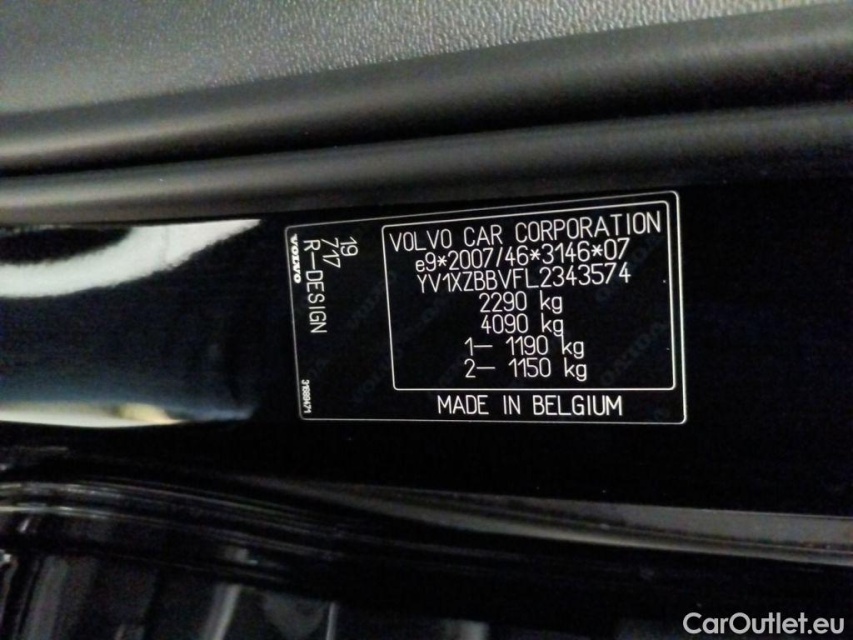 VOLVO CAR CORPORATION
e9*2007/46*3146*07
YV1XZBBVFL2343574
2290 kg
4090 kg
1– 1190 kg
2– 1150 kg
MADE IN BELGIUM
VOLVO
19
717
R–DESIGN
CarOutlet.eu